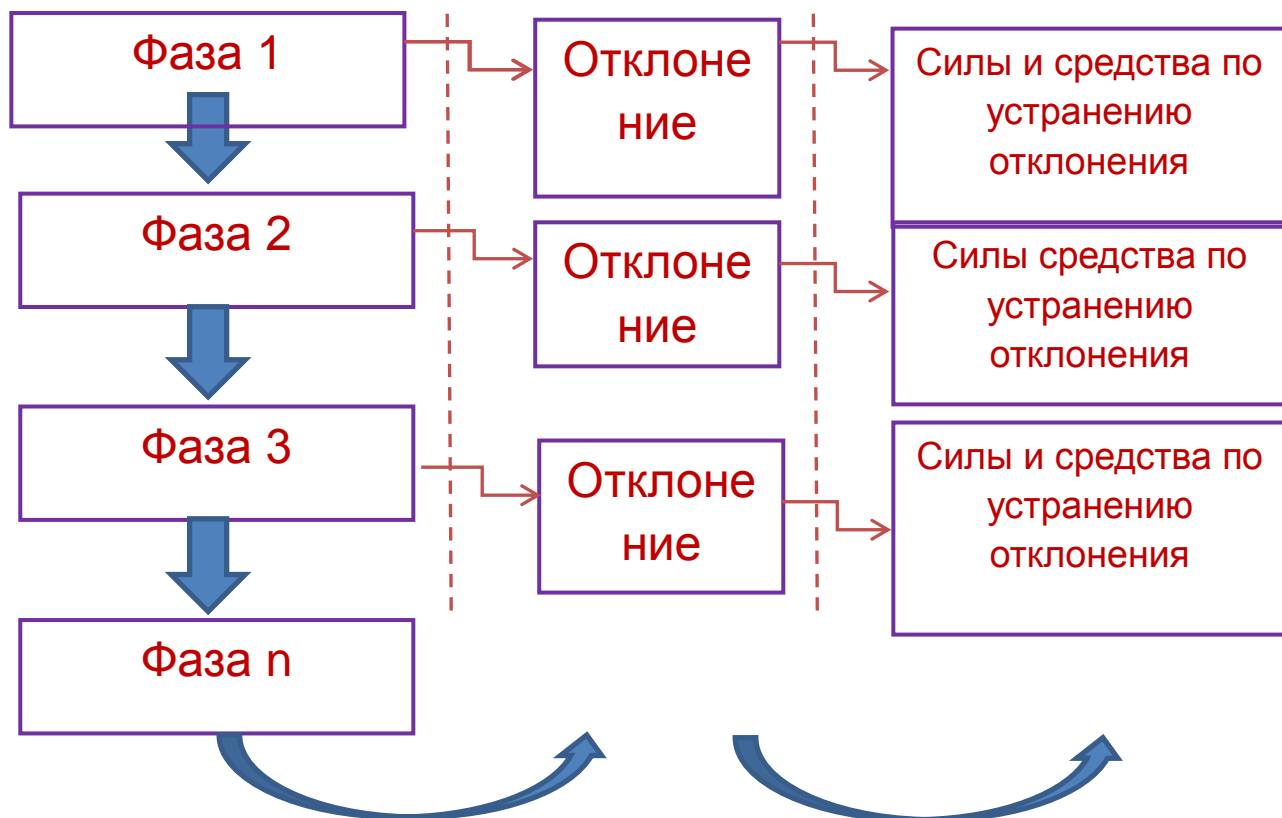 Фаза 1
Отклоне
ние
Силы и средства по
устранению
отклонения
Фаза 2
Отклоне
ние
Силы средства по
устранению
отклонения
Фаза 3
Отклоне
ние
Силы и средства по
устранению
отклонения
Фаза n